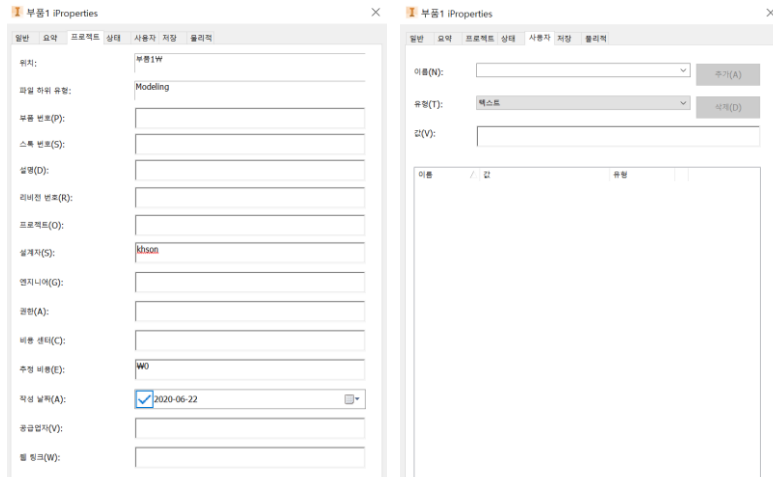 부품1 iProperties
일반 요약 프로젝트 상태 사용자 저장 물리적
위치: 부품1₩
파일 하위 유형: Modeling
부품 번호(P):
스톡 번호(S):
설명(D):
리비전 번호(R):
프로젝트(O):
설계자(S): khson
엔지니어(G):
권한(A):
비용 센터(C):
추정 비용(E): ₩0
작성 날짜(A): 2020-06-22
공급업자(V):
웹 링크(W):
부품1 iProperties
일반 요약 프로젝트 상태 사용자 저장 물리적
이름(N): 추가(A)
유형(T): 텍스트 삭제(D)
값(V):
이름 값 유형